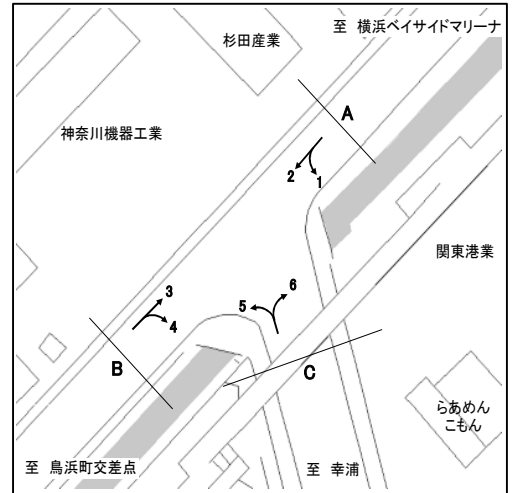 至 横浜ベイサイドマリーナ
杉田産業
A
神奈川機器工業
2
1
関東港業
3
4
5
6
B
C
らあめん
こもん
至 鳥浜町交差点
至 幸浦